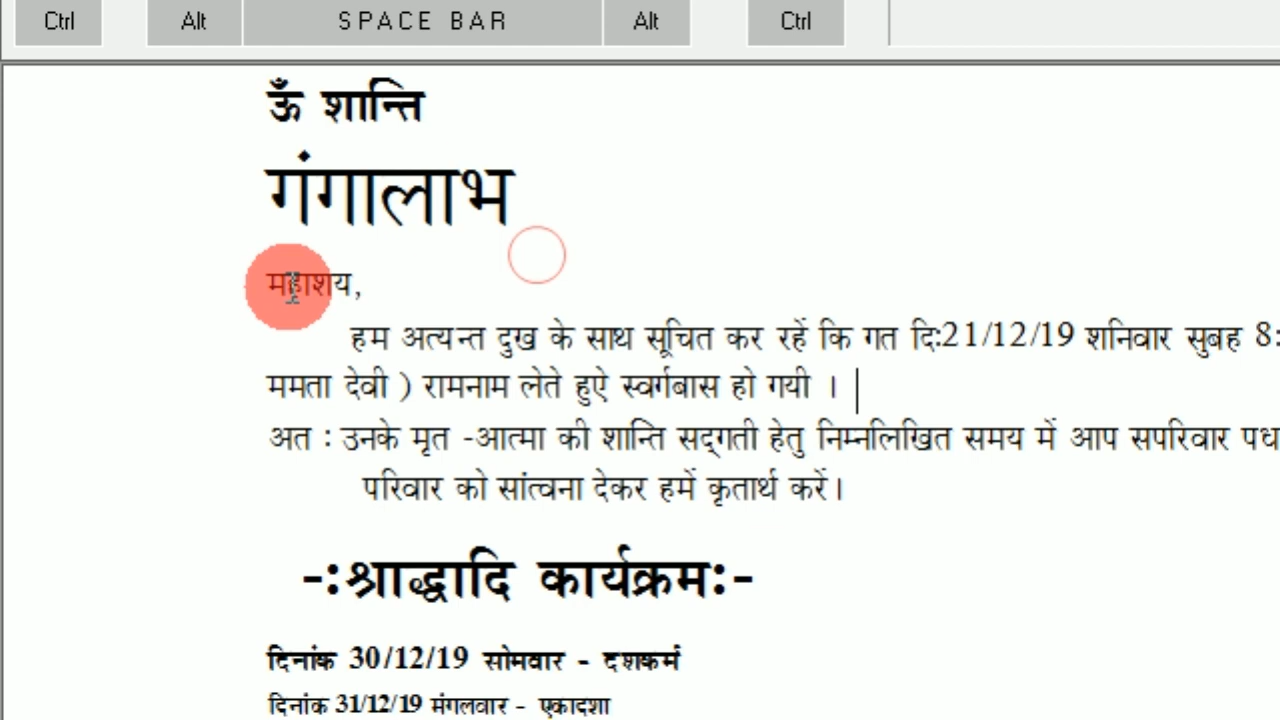 Ctrl Alt SPACE BAR Alt Ctrl
ऊँ शान्ति
गंगालाभ
महाशय,
हम अत्यन्त दुख के साथ सूचित कर रहें कि गत दि:21/12/19 शनिवार सुबह 8:
ममता देवी ) रामनाम लेते हुऐ स्वर्गबास हो गयी ।
अत : उनके मृत -आत्मा की शान्ति सद्गती हेतु निम्नलिखित समय में आप सपरिवार पध
परिवार को सांत्वना देकर हमें कृतार्थ करें।
-:श्राद्धादि कार्यक्रम:-
दिनांक 30/12/19 सोमवार - दशकर्म
दिनांक 31/12/19 मंगलवार - एकादशा